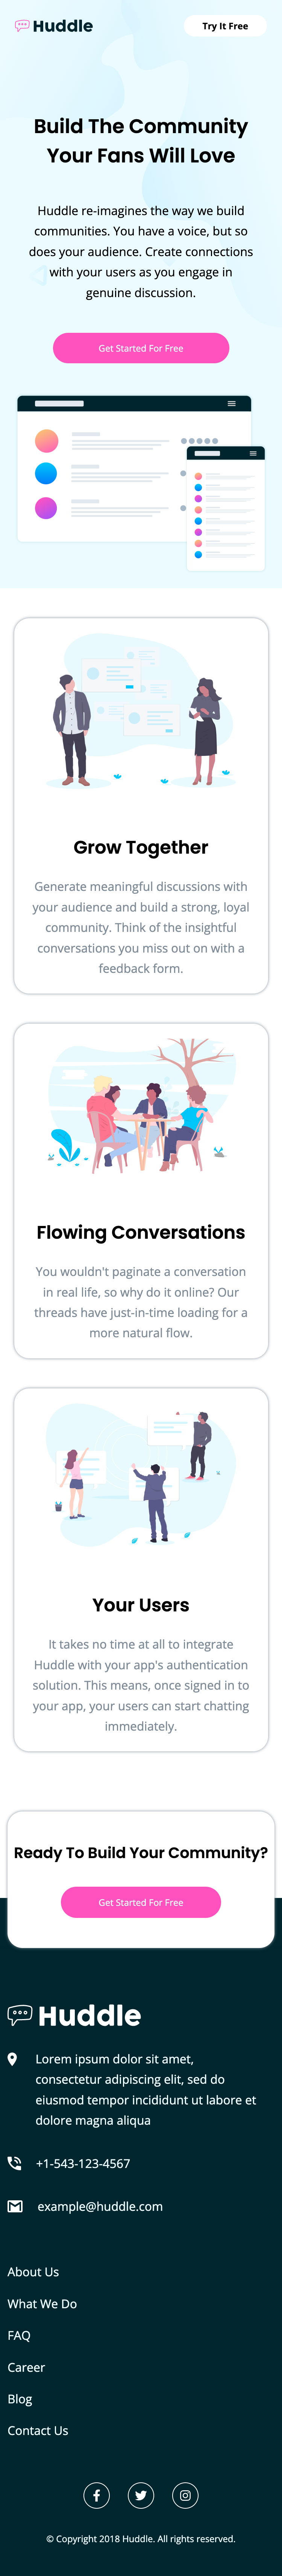 Huddle
Try It Free
Build The Community
Your Fans Will Love
Huddle re-imagines the way we build
communities. You have a voice, but so
does your audience. Create connections
with your users as you engage in
genuine discussion.
Get Started For Free
Grow Together
Generate meaningful discussions with
your audience and build a strong, loyal
community. Think of the insightful
conversations you miss out on with a
feedback form.
Flowing Conversations
You wouldn't paginate a conversation
in real life, so why do it online? Our
threads have just-in-time loading for a
more natural flow.
Your Users
It takes no time at all to integrate
Huddle with your app's authentication
solution. This means, once signed in to
your app, your users can start chatting
immediately.
Ready To Build Your Community?
Get Started For Free
Huddle
Lorem ipsum dolor sit amet,
consectetur adipiscing elit, sed do
eiusmod tempor incididunt ut labore et
dolore magna aliqua
+1-543-123-4567
example@huddle.com
About Us
What We Do
FAQ
Career
Blog
Contact Us
© Copyright 2018 Huddle. All rights reserved.